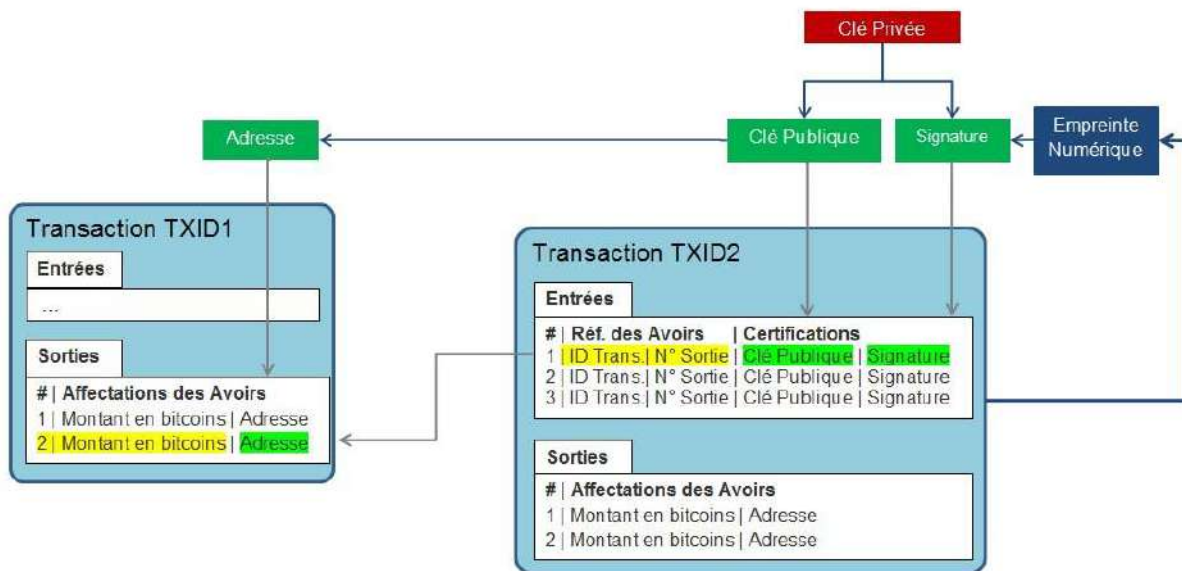 Clé Privée
Adresse
Clé Publique
Signature
Empreinte
Numérique
Transaction TXID1
Entrées
...
Sorties
# | Affectations des Avoirs
1 | Montant en bitcoins | Adresse
2 | Montant en bitcoins | Adresse
Transaction TXID2
Entrées
# | Réf. des Avoirs | Certifications
1 | ID Trans.| N° Sortie | Clé Publique | Signature
2 | ID Trans.| N° Sortie | Clé Publique | Signature
3 | ID Trans.| N° Sortie | Clé Publique | Signature
Sorties
# | Affectations des Avoirs
1 | Montant en bitcoins | Adresse
2 | Montant en bitcoins | Adresse